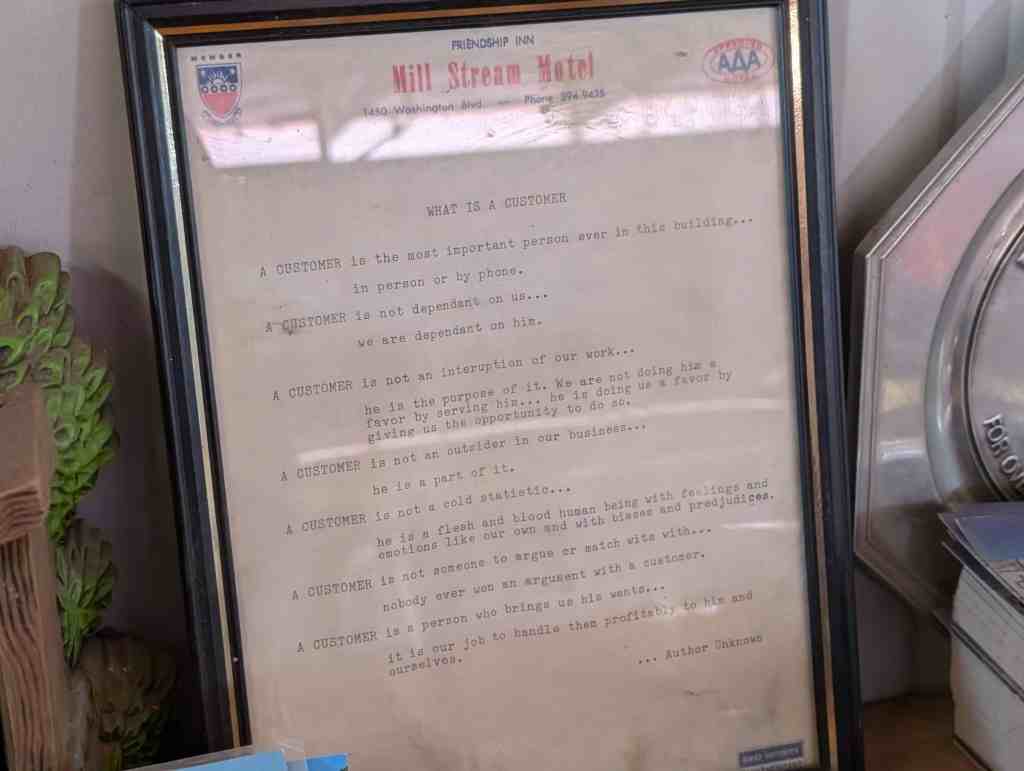 FRIENDSHIP INN
MEMBER
Mill Stream Motel
AAA
1450 Washington Blvd. Phone 394-9425
WHAT IS A CUSTOMER
A CUSTOMER is the most important person ever in this building...
in person or by phone.
A CUSTOMER is not dependant on us...
we are dependant on him.
A CUSTOMER is not an interuption of our work...
he is the purpose of it. We are not doing him a
favor by serving him... he is doing us a favor by
giving us the opportunity to do so.
A CUSTOMER is not an outsider in our business...
he is a part of it.
A CUSTOMER is not a cold statistic...
he is a flesh and blood human being with feelings and
emotions like our own and with biases and predjudices.
A CUSTOMER is not someone to argue or match wits with...
nobody ever won an argument with a customer.
A CUSTOMER is a person who brings us his wants...
it is our job to handle them profitably to him and
ourselves.
... Author Unknown
FOR